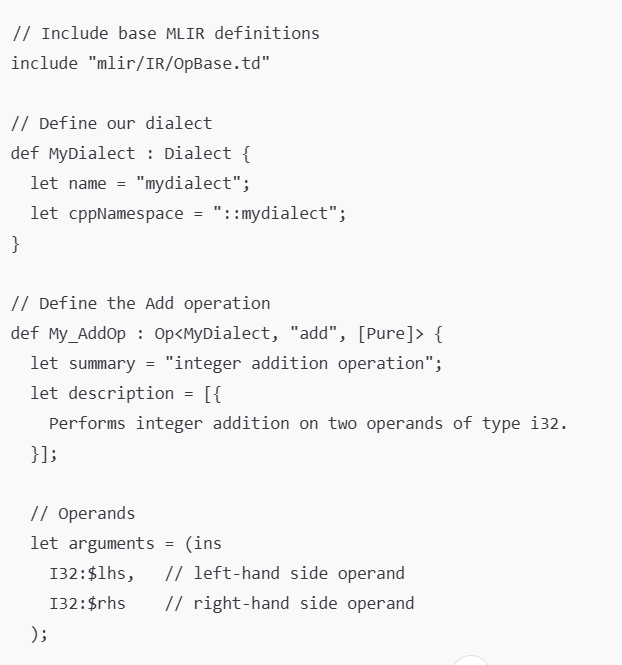 // Include base MLIR definitions
include "mlir/IR/OpBase.td"

// Define our dialect
def MyDialect : Dialect {
  let name = "mydialect";
  let cppNamespace = "::mydialect";
}

// Define the Add operation
def My_AddOp : Op<MyDialect, "add", [Pure]> {
  let summary = "integer addition operation";
  let description = [{
    Performs integer addition on two operands of type i32.
  }];

  // Operands
  let arguments = (ins
    I32:$lhs,   // left-hand side operand
    I32:$rhs    // right-hand side operand
  );